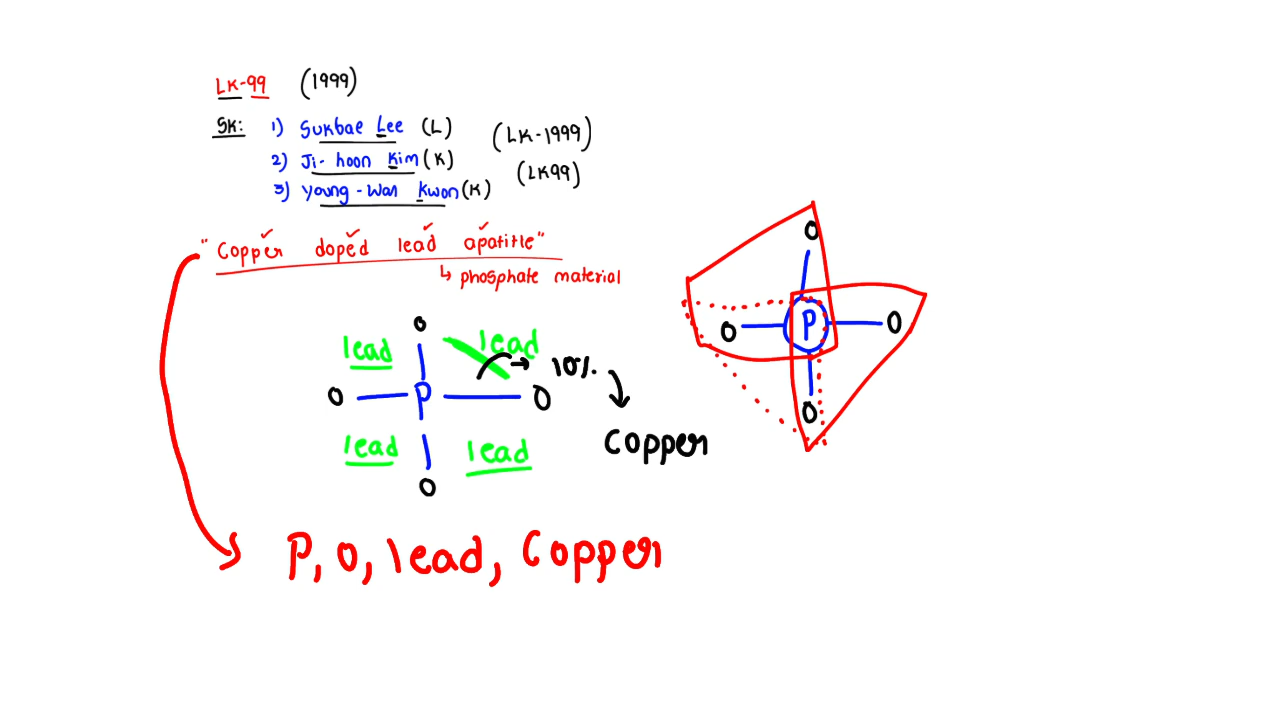 LK-99 (1999)
SK: 1) Sukbae Lee (L) (LK-1999)
2) Ji-hoon Kim (K) (LK99)
3) Young-Wan Kwon (K)
"Copper doped lead apatitle"
↳ phosphate material
O
lead lead
10%
O P O
Copper
lead lead
O
O
O P O
O
P, O, lead, Copper